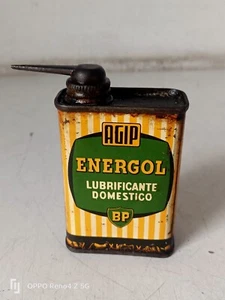 AGIP
ENERGOL
LUBRIFICANTE
DOMESTICO
BP
OPPO Reno4 Z 5G